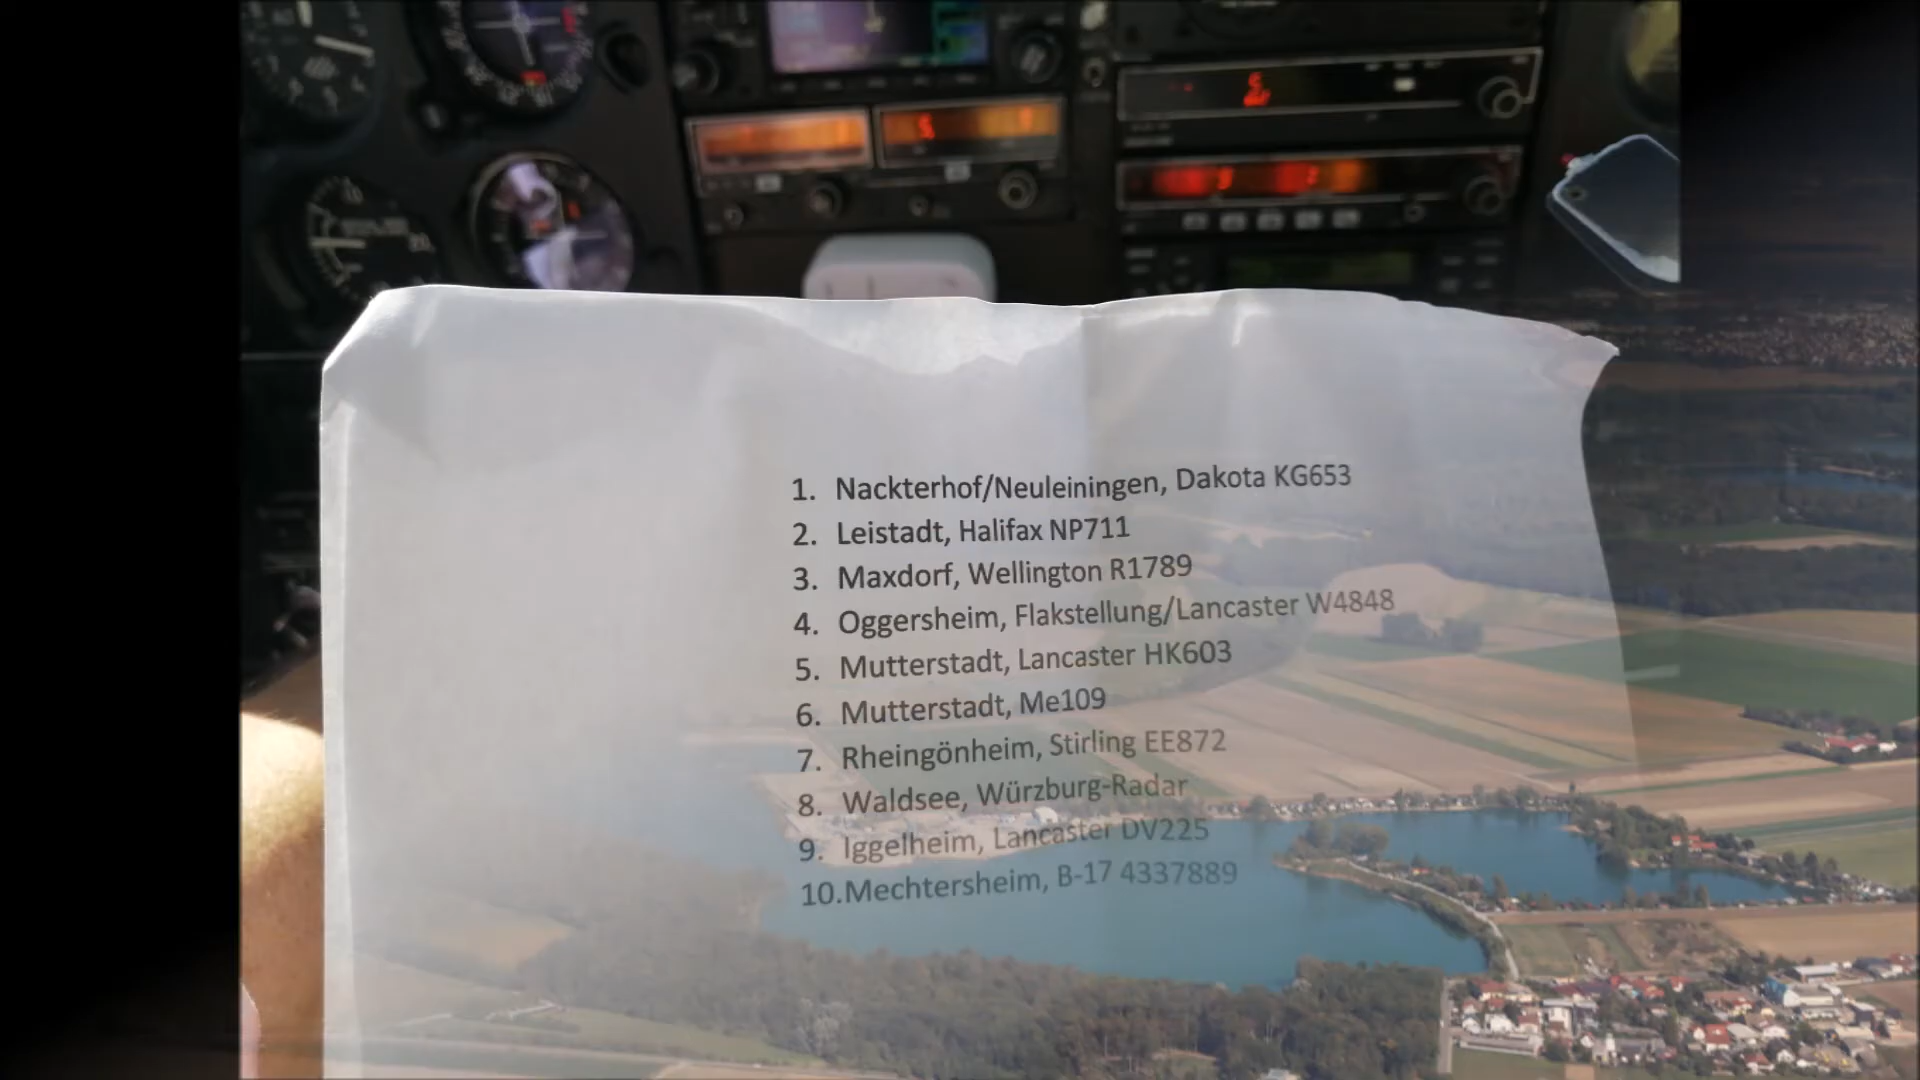 1. Nackterhof/Neuleiningen, Dakota KG653
2. Leistadt, Halifax NP711
3. Maxdorf, Wellington R1789
4. Oggersheim, Flakstellung/Lancaster W4848
5. Mutterstadt, Lancaster HK603
6. Mutterstadt, Me109
7. Rheingönheim, Stirling EE872
8. Waldsee, Würzburg-Radar
9. Iggelheim, Lancaster DV225
10.Mechtersheim, B-17 4337889